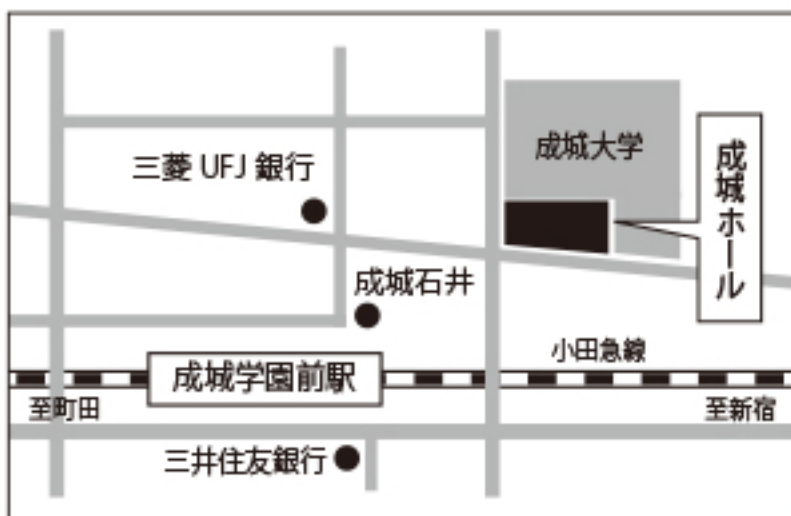 成城大学
成城ホール
三菱 UFJ 銀行
成城石井
小田急線
成城学園前駅
至町田
至新宿
三井住友銀行